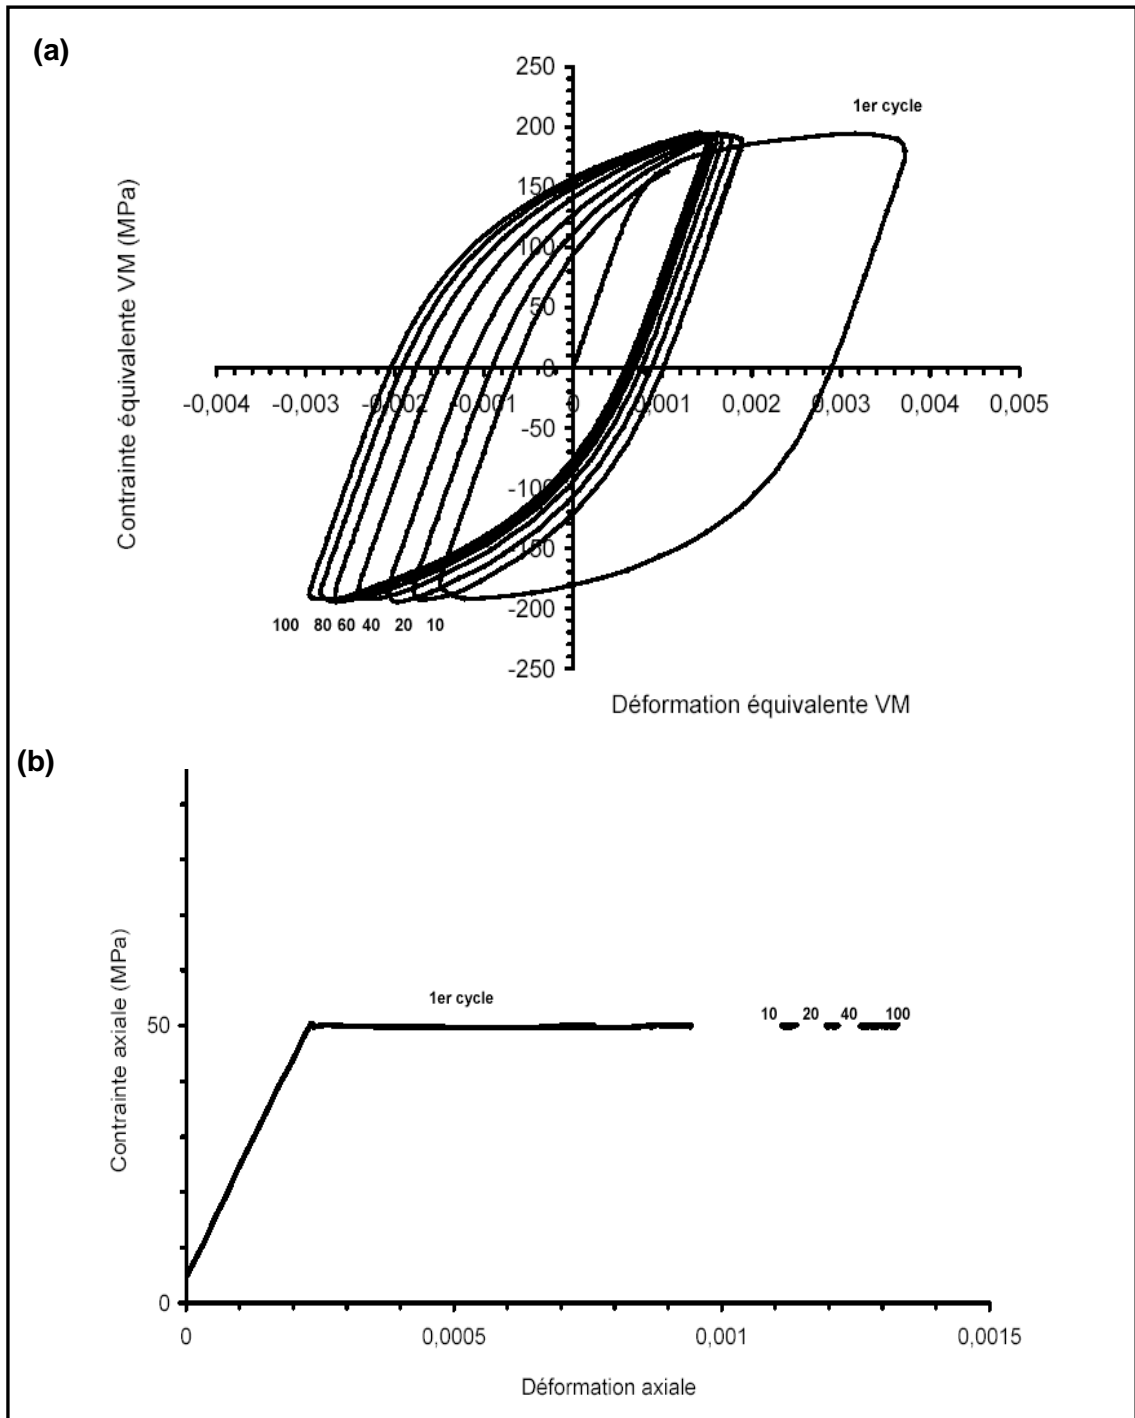 (a)
250
200
150
100
50
0
-50
-100
-150
-200
-250
1er cycle
Contrainte équivalente VM (MPa)
-0,004 -0,003 -0,002 -0,001 0 0,001 0,002 0,003 0,004 0,005
100 80 60 40 20 10
Déformation équivalente VM
(b)
Contrainte axiale (MPa)
50
0
1er cycle
10 20 40 100
0 0,0005 0,001 0,0015
Déformation axiale